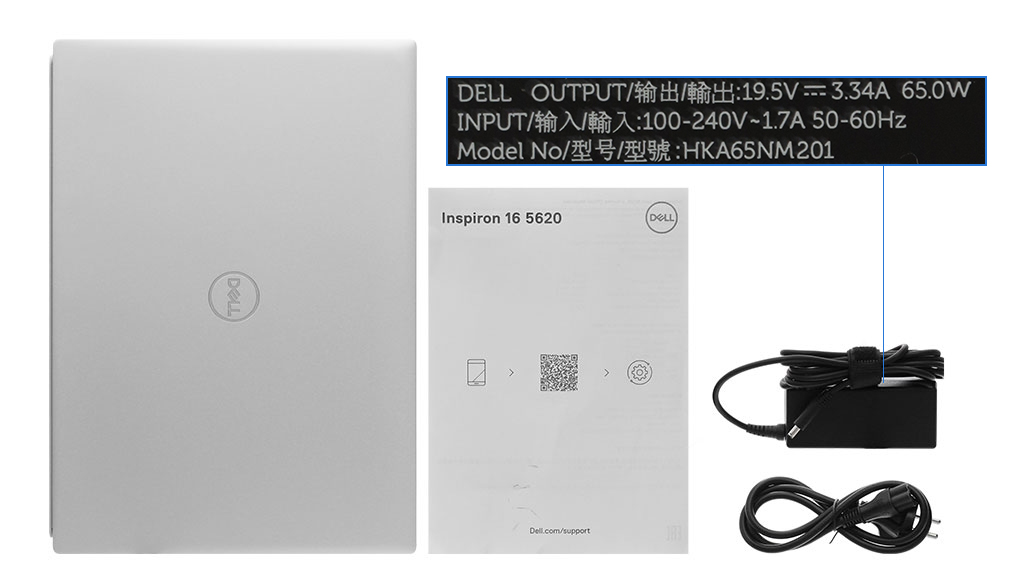 DELL
DELL OUTPUT/输出/輸出:19.5V⎓3.34A 65.0W
INPUT/输入/輸入:100-240V~1.7A 50-60Hz
Model No/型号/型號:HKA65NM201
Inspiron 16 5620
DELL
Dell.com/support